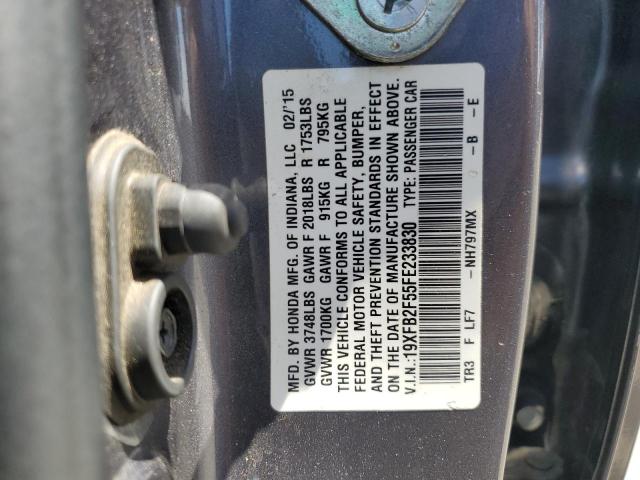 MFD. BY HONDA MFG. OF INDIANA, LLC 02/'15
GVWR 3748LBS GAWR F 2018LBS R 1753LBS
GVWR 1700KG GAWR F 915KG R 795KG
THIS VEHICLE CONFORMS TO ALL APPLICABLE
FEDERAL MOTOR VEHICLE SAFETY, BUMPER,
AND THEFT PREVENTION STANDARDS IN EFFECT
ON THE DATE OF MANUFACTURE SHOWN ABOVE.
V.I.N.:19XFB2F55FE233830 TYPE: PASSENGER CAR
TR3 F LF7 -NH797MX -B -E